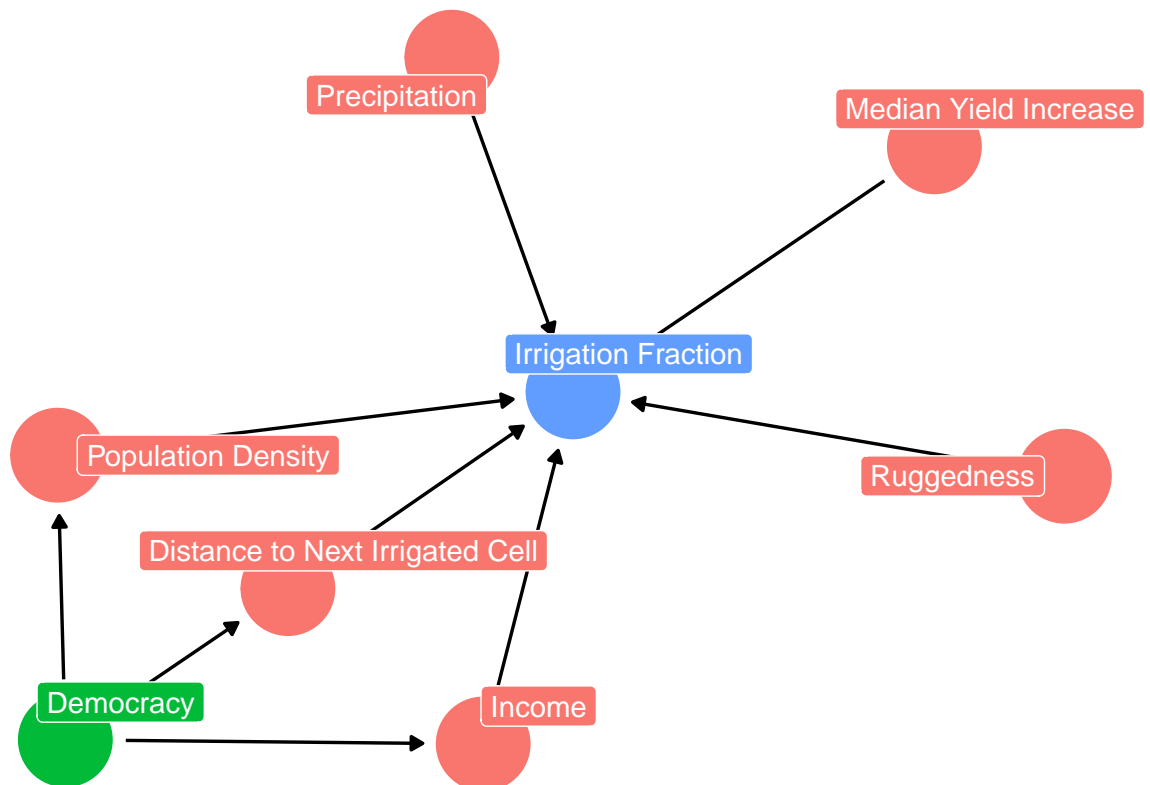 Precipitation
Median Yield Increase
Irrigation Fraction
Population Density
Ruggedness
Distance to Next Irrigated Cell
Democracy
Income